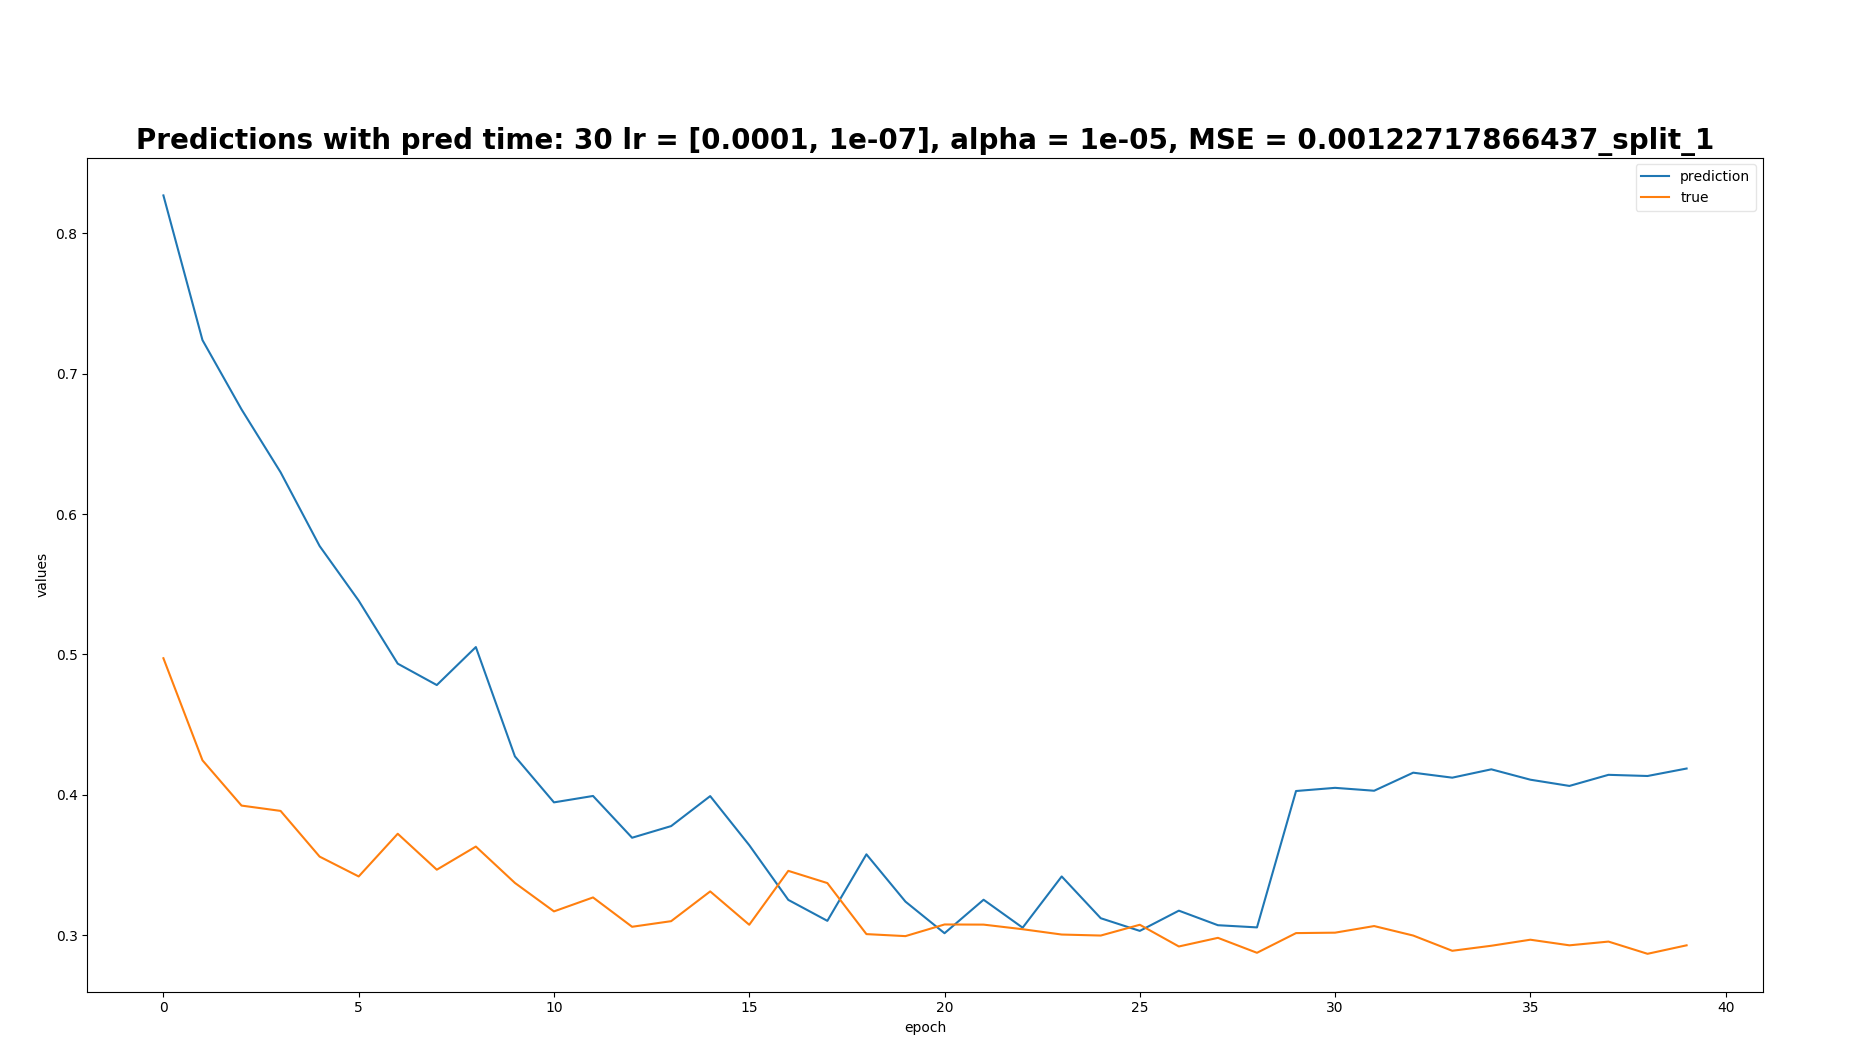 Predictions with pred time: 30 lr = [0.0001, 1e-07], alpha = 1e-05, MSE = 0.00122717866437_split_1
prediction
true
values
0.8
0.7
0.6
0.5
0.4
0.3
0 5 10 15 20 25 30 35 40
epoch